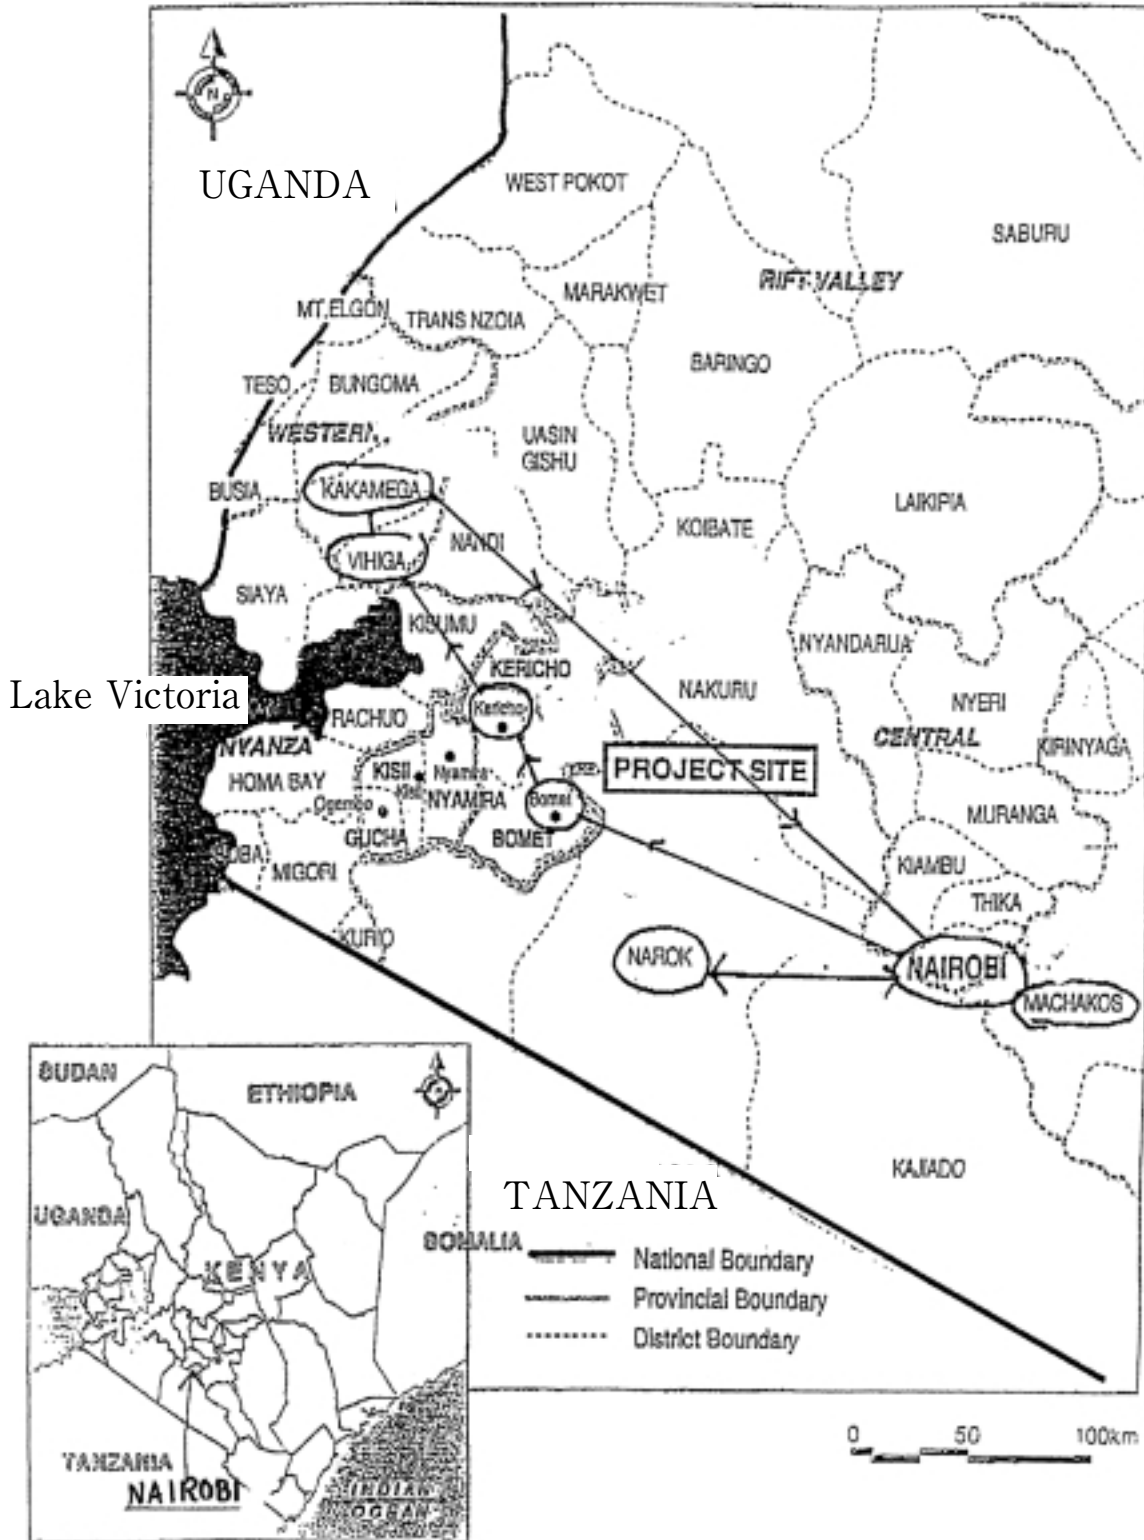 N
UGANDA
WEST POKOT
SABURU
RIFT VALLEY
MARAKWET
MT.ELGON
TRANS NZOIA
BARINGO
TESO
BUNGOMA
WESTERN
UASIN
GISHU
BUSIA
KAKAMEGA
LAIKIPIA
KOIBATE
NANDI
VIHIGA
SIAYA
KISUMU
NYANDARUA
KERICHO
NAKURU
NYERI
Lake Victoria
Kericho
RACHUO
CENTRAL
KIRINYAGA
NYANZA
PROJECT SITE
KISII
HOMA BAY
NYAMIRA
Bomet
Ogembo
MURANGA
GUCHA
BOMET
KIAMBU
MIGORI
THIKA
KURIO
NAROK
NAIROBI
MACHAKOS
KAJIADO
TANZANIA
National Boundary
Provincial Boundary
District Boundary
0 50 100km
SUDAN
ETHIOPIA
UGANDA
SOMALIA
KENYA
TANZANIA
NAIROBI
INDIAN
OCEAN